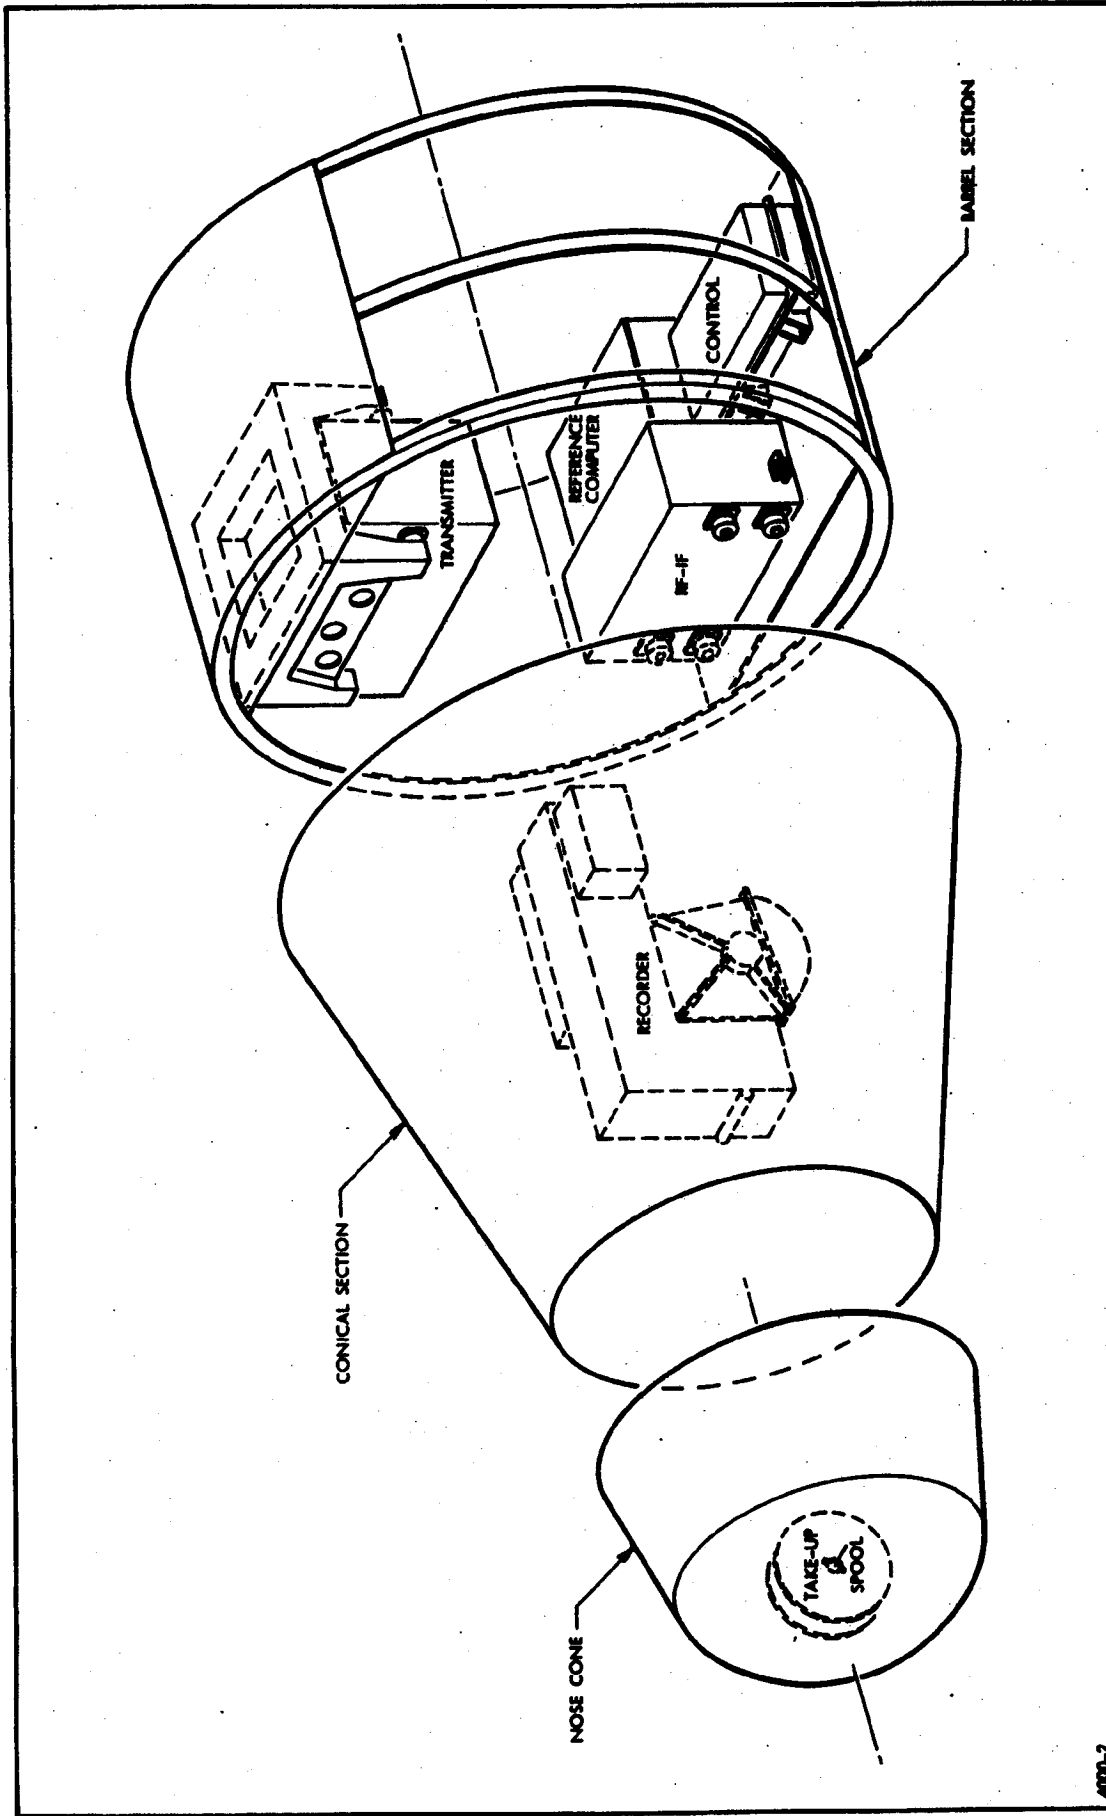 NOSE CONE
TAKE-UP
SPOOL
CONICAL SECTION
RECORDER
TRANSMITTER
RF-IF
REFERENCE
COMPUTER
CONTROL
BARREL SECTION